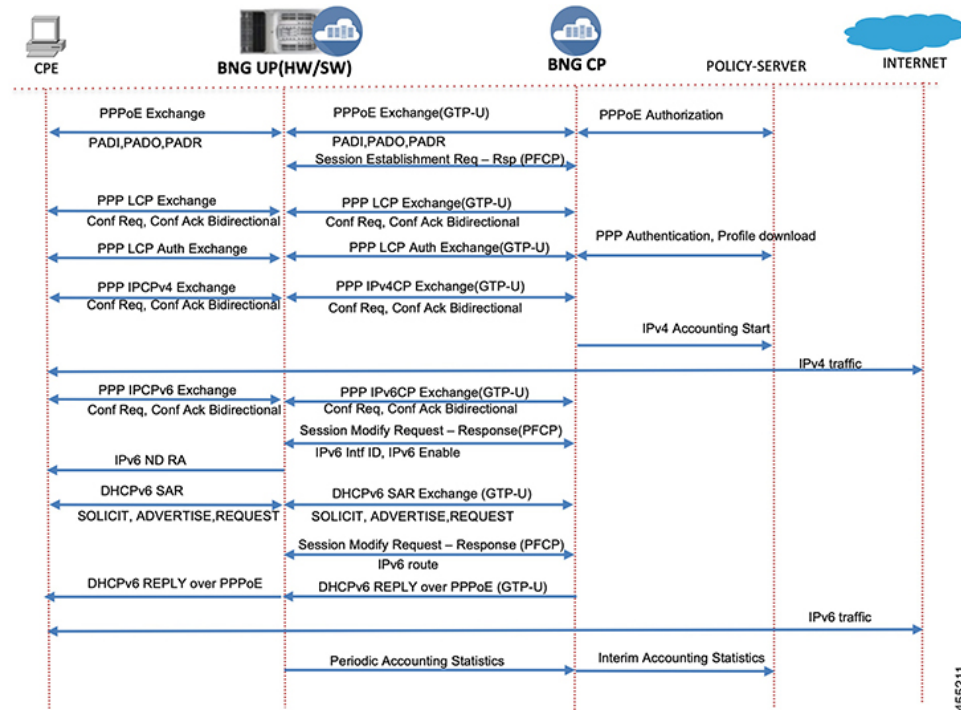 CPE
BNG UP(HW/SW)
BNG CP
POLICY-SERVER
INTERNET
PPPoE Exchange
PPPoE Exchange(GTP-U)
PPPoE Authorization
PADI,PADO,PADR
PADI,PADO,PADR
Session Establishment Req – Rsp (PFCP)
PPP LCP Exchange
PPP LCP Exchange(GTP-U)
Conf Req, Conf Ack Bidirectional
Conf Req, Conf Ack Bidirectional
PPP LCP Auth Exchange
PPP LCP Auth Exchange(GTP-U)
PPP Authentication, Profile download
PPP IPCPv4 Exchange
PPP IPv4CP Exchange(GTP-U)
Conf Req, Conf Ack Bidirectional
Conf Req, Conf Ack Bidirectional
IPv4 Accounting Start
IPv4 traffic
PPP IPCPv6 Exchange
PPP IPv6CP Exchange(GTP-U)
Conf Req, Conf Ack Bidirectional
Conf Req, Conf Ack Bidirectional
Session Modify Request – Response(PFCP)
IPv6 Intf ID, IPv6 Enable
IPv6 ND RA
DHCPv6 SAR
DHCPv6 SAR Exchange (GTP-U)
SOLICIT, ADVERTISE,REQUEST
SOLICIT, ADVERTISE,REQUEST
Session Modify Request – Response (PFCP)
IPv6 route
DHCPv6 REPLY over PPPoE
DHCPv6 REPLY over PPPoE (GTP-U)
IPv6 traffic
Periodic Accounting Statistics
Interim Accounting Statistics